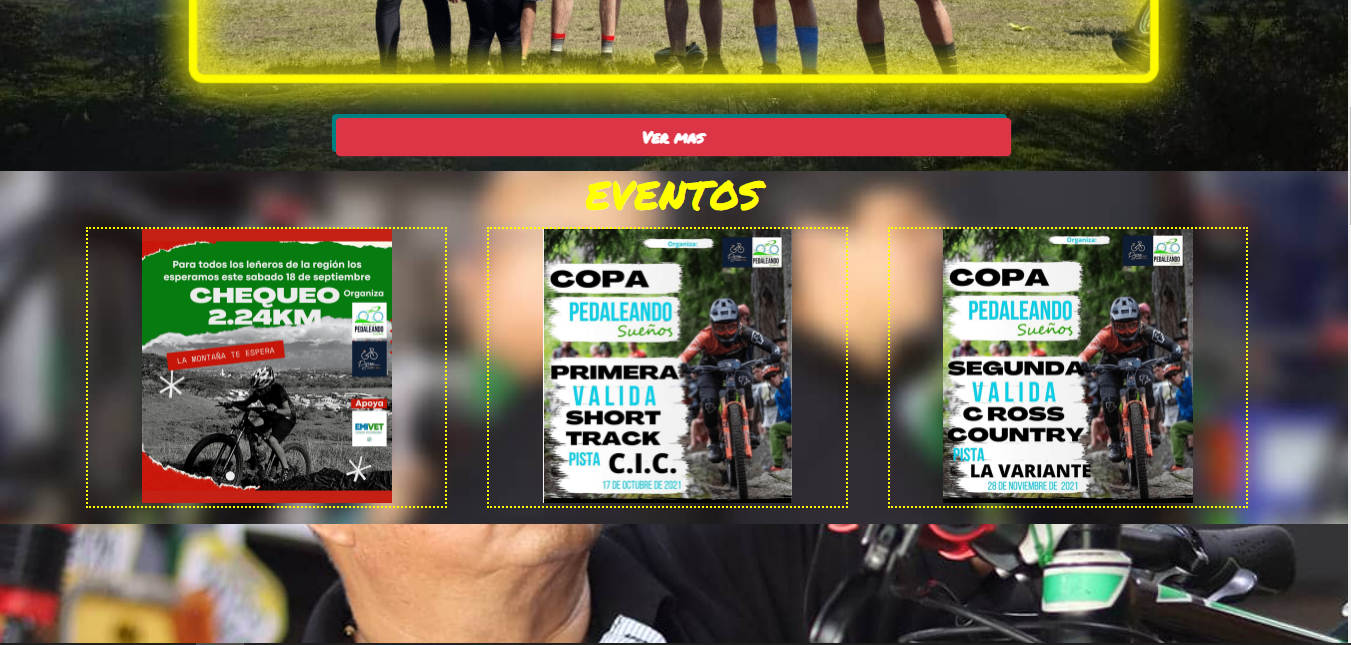 Ver mas
EVENTOS
Para todos los leñeros de la región los
esperamos este sabado 18 de septiembre
CHEQUEO
Organiza
2.24KM
PEDALEANDO
LA MONTAÑA TE ESPERA
Apoya
EMIVET
Organiza:
PEDALEANDO
COPA
PEDALEANDO
Sueños
PRIMERA
VALIDA
SHORT
TRACK
PISTA C.I.C.
17 DE OCTUBRE DE 2021
Organiza:
PEDALEANDO
COPA
PEDALEANDO
Sueños
SEGUNDA
VALIDA
CROSS
COUNTRY
PISTA
LA VARIANTE
28 DE NOVIEMBRE DE 2021